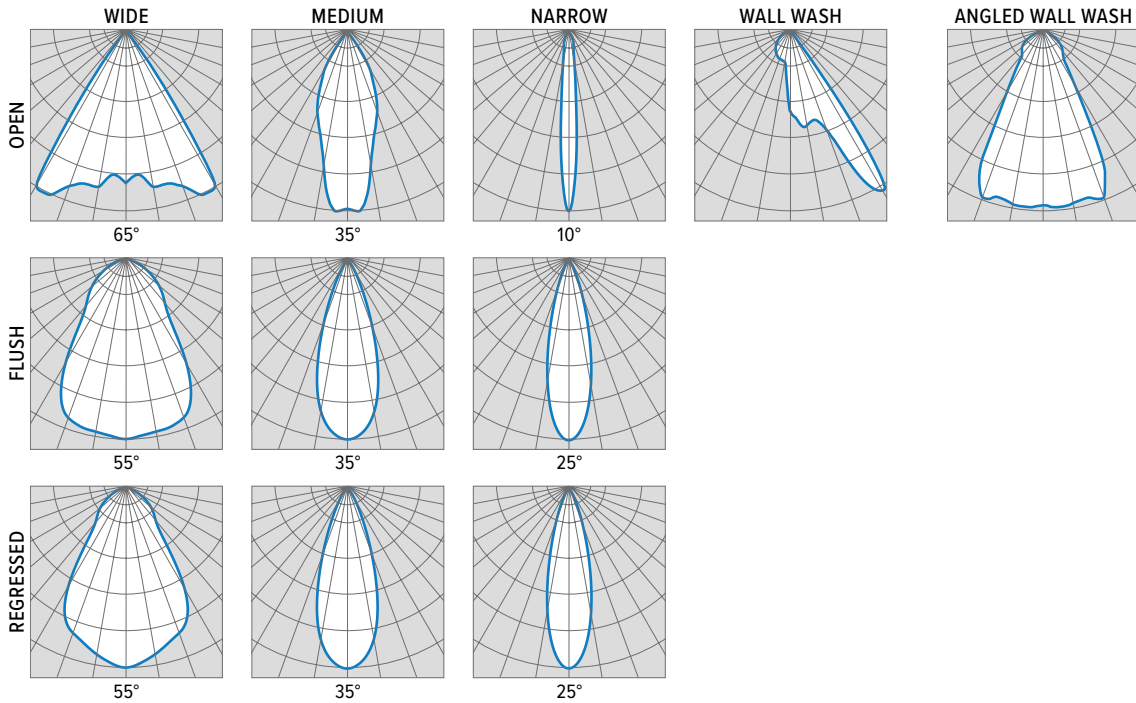 WIDE MEDIUM NARROW WALL WASH ANGLED WALL WASH
OPEN
65° 35° 10°
FLUSH
55° 35° 25°
REGRESSED
55° 35° 25°